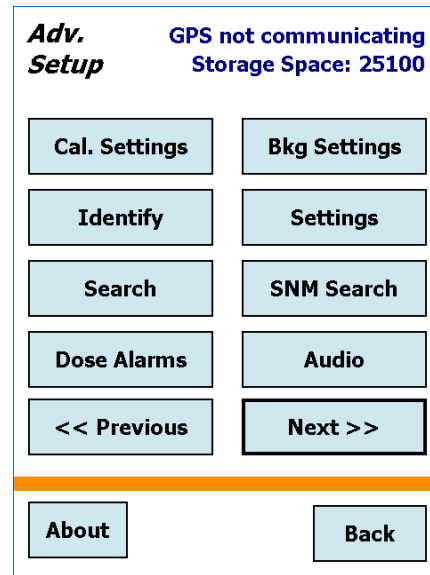 Adv. GPS not communicating
Setup Storage Space: 25100
Cal. Settings Bkg Settings
Identify Settings
Search SNM Search
Dose Alarms Audio
<< Previous Next >>
About Back